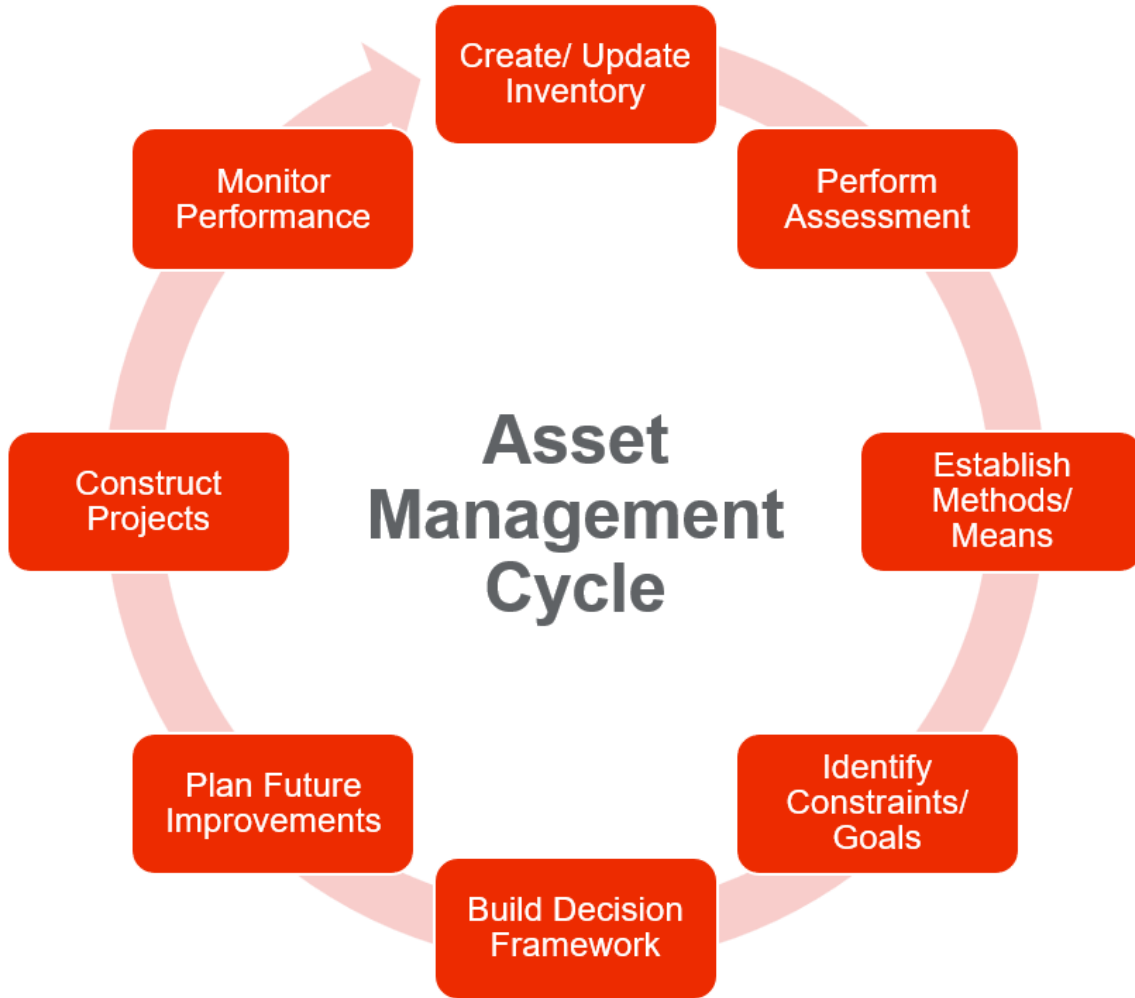 Create/ Update
Inventory
Perform
Assessment
Establish
Methods/
Means
Identify
Constraints/
Goals
Build Decision
Framework
Plan Future
Improvements
Construct
Projects
Monitor
Performance
Asset
Management
Cycle